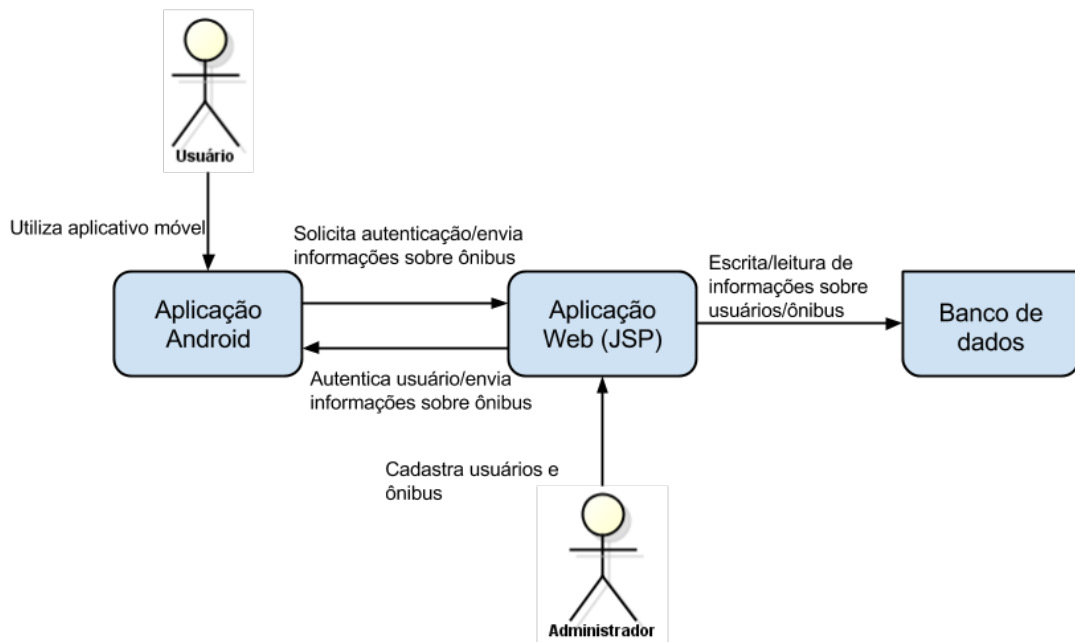 Usuário
Utiliza aplicativo móvel
Solicita autenticação/envia
informações sobre ônibus
Escrita/leitura de
informações sobre
usuários/ônibus
Aplicação
Android
Aplicação
Web (JSP)
Banco de
dados
Autentica usuário/envia
informações sobre ônibus
Cadastra usuários e
ônibus
Administrador